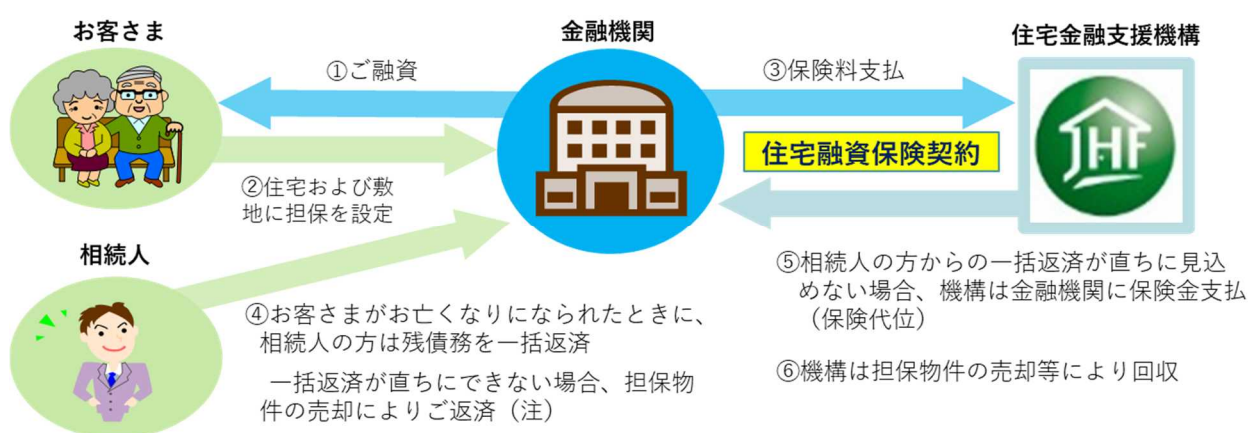 お客さま
金融機関
住宅金融支援機構
①ご融資
③保険料支払
JHF
住宅融資保険契約
②住宅および敷
地に担保を設定
相続人
⑤相続人の方からの一括返済が直ちに見込
めない場合、機構は金融機関に保険金支払
（保険代位）
④お客さまがお亡くなりになられたときに、
相続人の方は残債務を一括返済
一括返済が直ちにできない場合、担保物
件の売却によりご返済（注）
⑥機構は担保物件の売却等により回収